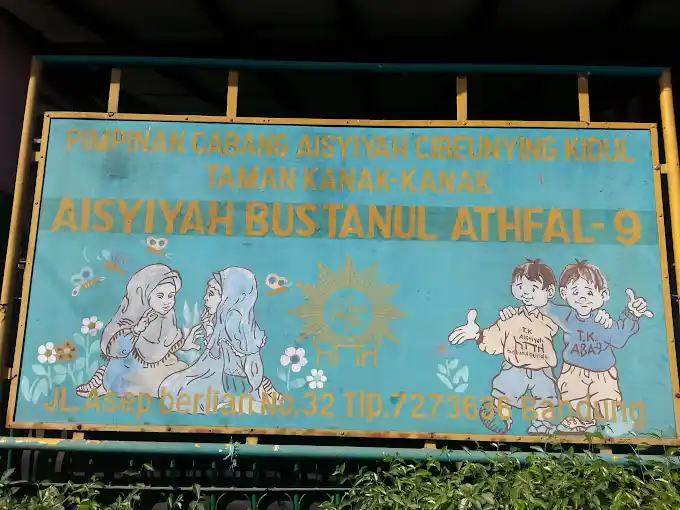 PIMPINAN CABANG AISYIYAH CIBEUNYING KIDUL
TAMAN KANAK-KANAK
AISYIYAH BUSTANUL ATHFAL-9
T.K
AISYIYAH
T.K.
ABA9
JL. Asep berlian No.32 Tlp.7273636 Bandung